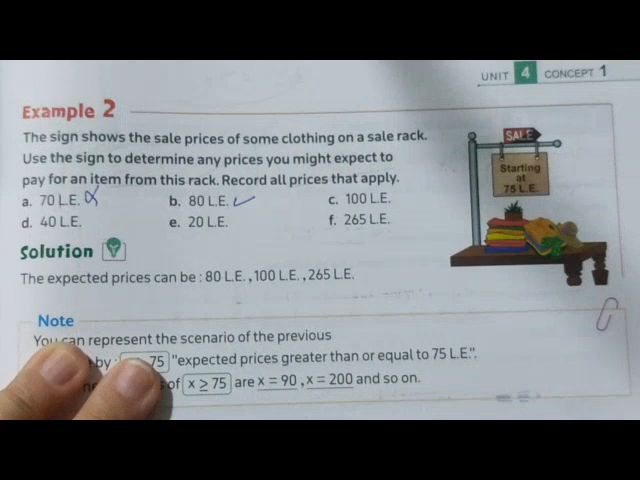 UNIT 4 CONCEPT 1
Example 2
The sign shows the sale prices of some clothing on a sale rack.
Use the sign to determine any prices you might expect to
pay for an item from this rack. Record all prices that apply.
a. 70 L.E. b. 80 L.E. c. 100 L.E.
d. 40 L.E. e. 20 L.E. f. 265 L.E.
SALE
Starting
at
75 L.E.
Solution
The expected prices can be : 80 L.E. , 100 L.E. , 265 L.E.
Note
You can represent the scenario of the previous
by : 75 "expected prices greater than or equal to 75 L.E.".
of x ≥ 75 are x = 90 , x = 200 and so on.